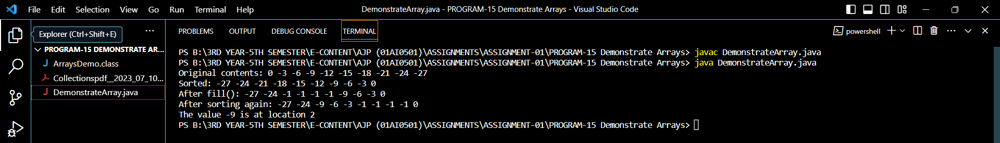 File Edit Selection View Go Run Terminal Help DemonstrateArray.java - PROGRAM-15 Demonstrate Arrays - Visual Studio Code
Explorer (Ctrl+Shift+E) ...
PROGRAM-15 DEMONSTRATE AR...
J ArraysDemo.class
Collectionspdf__2023_07_10...
J DemonstrateArray.java
PROBLEMS OUTPUT DEBUG CONSOLE TERMINAL powershell
PS B:\3RD YEAR-5TH SEMESTER\E-CONTENT\AJP (01AI0501)\ASSIGNMENTS\ASSIGNMENT-01\PROGRAM-15 Demonstrate Arrays> javac DemonstrateArray.java
PS B:\3RD YEAR-5TH SEMESTER\E-CONTENT\AJP (01AI0501)\ASSIGNMENTS\ASSIGNMENT-01\PROGRAM-15 Demonstrate Arrays> java DemonstrateArray.java
Original contents: 0 -3 -6 -9 -12 -15 -18 -21 -24 -27
Sorted: -27 -24 -21 -18 -15 -12 -9 -6 -3 0
After fill(): -27 -24 -1 -1 -1 -1 -9 -6 -3 0
After sorting again: -27 -24 -9 -6 -3 -1 -1 -1 -1 0
The value -9 is at location 2
PS B:\3RD YEAR-5TH SEMESTER\E-CONTENT\AJP (01AI0501)\ASSIGNMENTS\ASSIGNMENT-01\PROGRAM-15 Demonstrate Arrays>